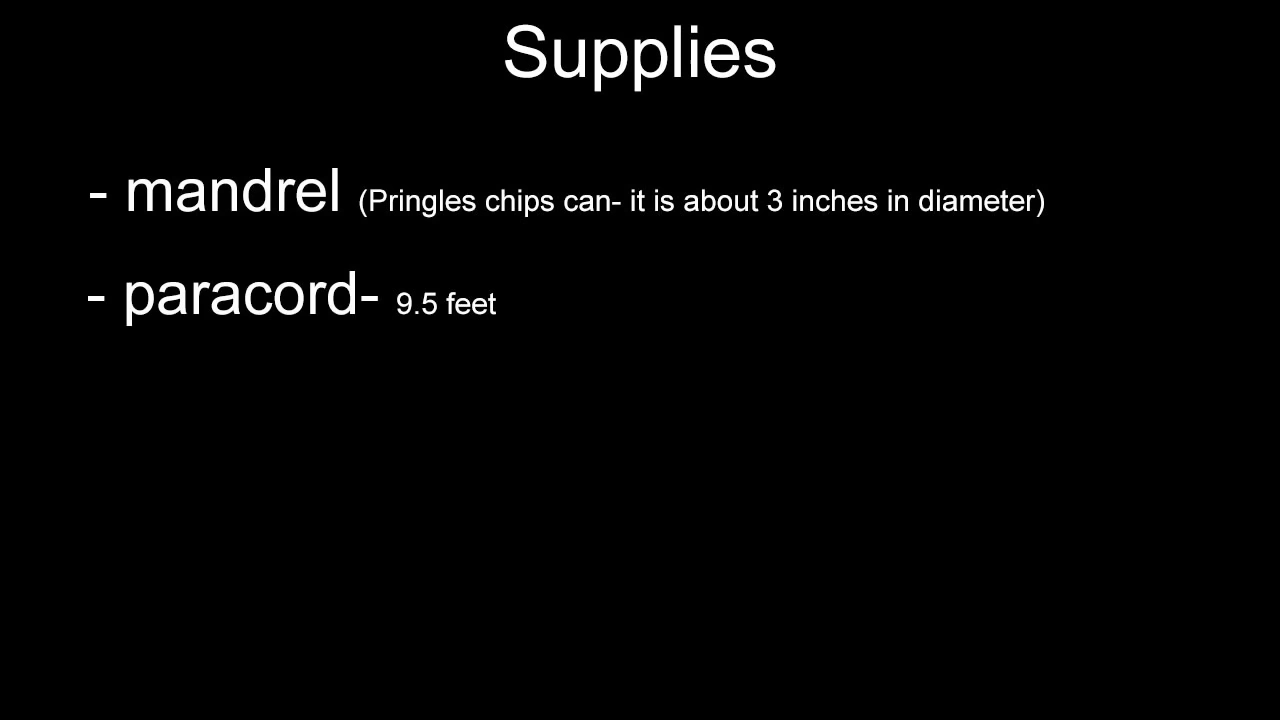 Supplies
- mandrel (Pringles chips can- it is about 3 inches in diameter)
- paracord- 9.5 feet